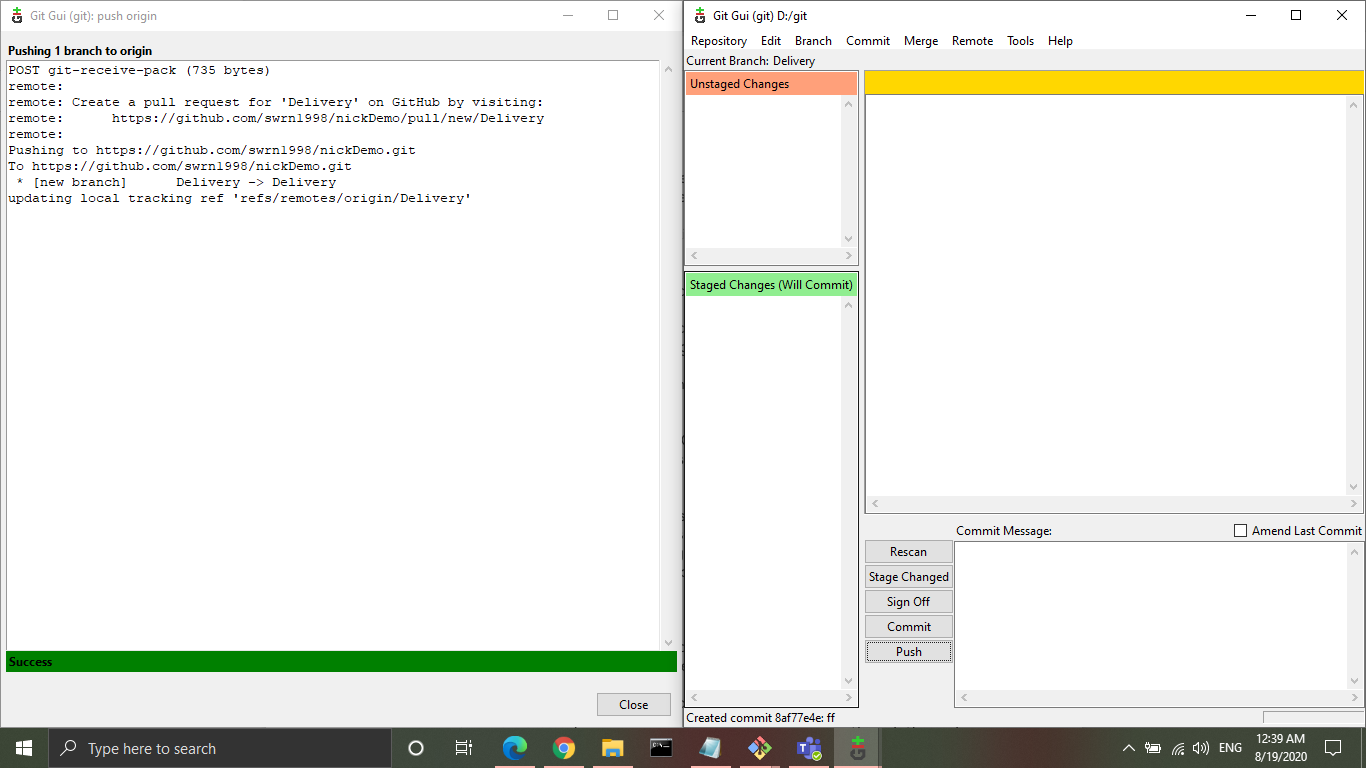 Git Gui (git): push origin
Pushing 1 branch to origin
POST git-receive-pack (735 bytes)
remote:
remote: Create a pull request for 'Delivery' on GitHub by visiting:
remote:      https://github.com/swrn1998/nickDemo/pull/new/Delivery
remote:
Pushing to https://github.com/swrn1998/nickDemo.git
To https://github.com/swrn1998/nickDemo.git
 * [new branch]      Delivery -> Delivery
updating local tracking ref 'refs/remotes/origin/Delivery'
Success
Close
Git Gui (git) D:/git
Repository Edit Branch Commit Merge Remote Tools Help
Current Branch: Delivery
Unstaged Changes
Staged Changes (Will Commit)
Commit Message:
Amend Last Commit
Rescan
Stage Changed
Sign Off
Commit
Push
Created commit 8af77e4e: ff
Type here to search
ENG
12:39 AM
8/19/2020